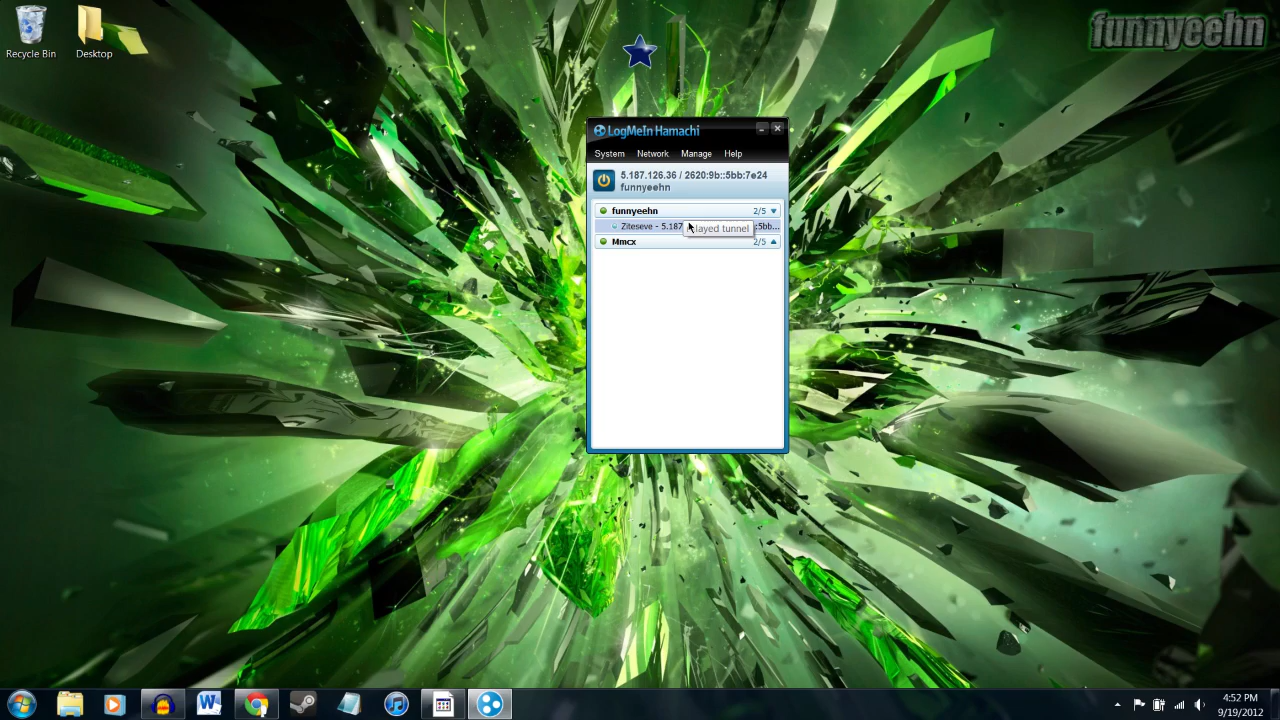 funnyeehn
Recycle Bin
Desktop
LogMeIn Hamachi
System Network Manage Help
5.187.126.36 / 2620:9b::5bb:7e24
funnyeehn
funnyeehn 2/5
Ziteseve - 5.187 :5bb...
layed tunnel
Mmcx 2/5
4:52 PM
9/19/2012